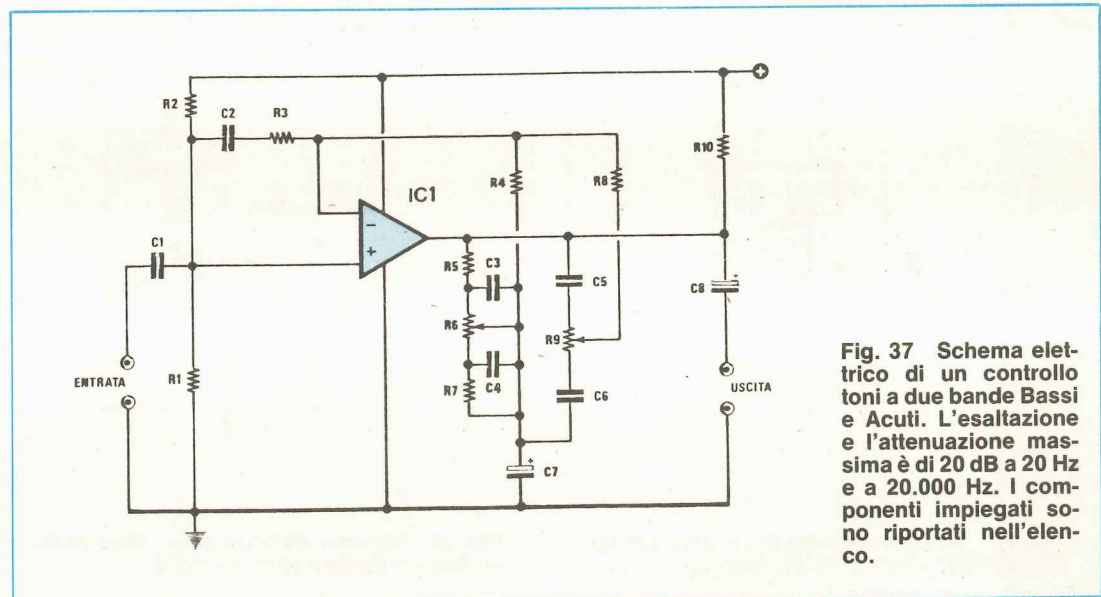 R2
C2
R3
R4
R8
R10
IC1
−
+
C1
R5
C3
C5
C8
+
R6
R9
ENTRATA
R1
C4
R7
C6
USCITA
+
C7
Fig. 37 Schema elet-
trico di un controllo
toni a due bande Bassi
e Acuti. L'esaltazione
e l'attenuazione mas-
sima è di 20 dB a 20 Hz
e a 20.000 Hz. I com-
ponenti impiegati so-
no riportati nell'elen-
co.